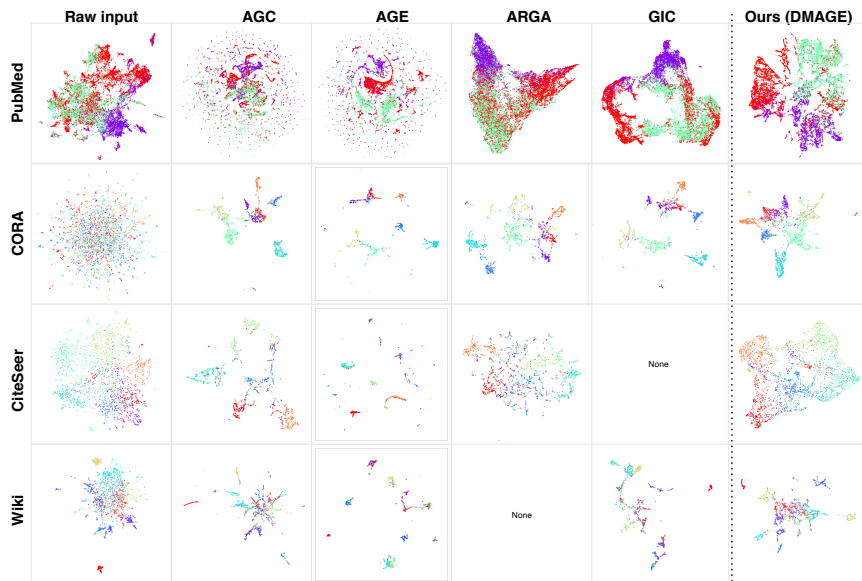 Raw input AGC AGE ARGA GIC Ours (DMAGE)
PubMed
CORA
CiteSeer
None
Wiki
None